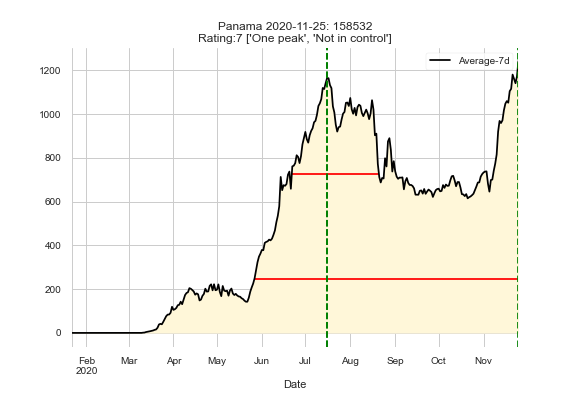 Panama 2020-11-25: 158532
Rating:7 ['One peak', 'Not in control']
Average-7d
1200
1000
800
600
400
200
0
Feb Mar Apr May Jun Jul Aug Sep Oct Nov
2020
Date